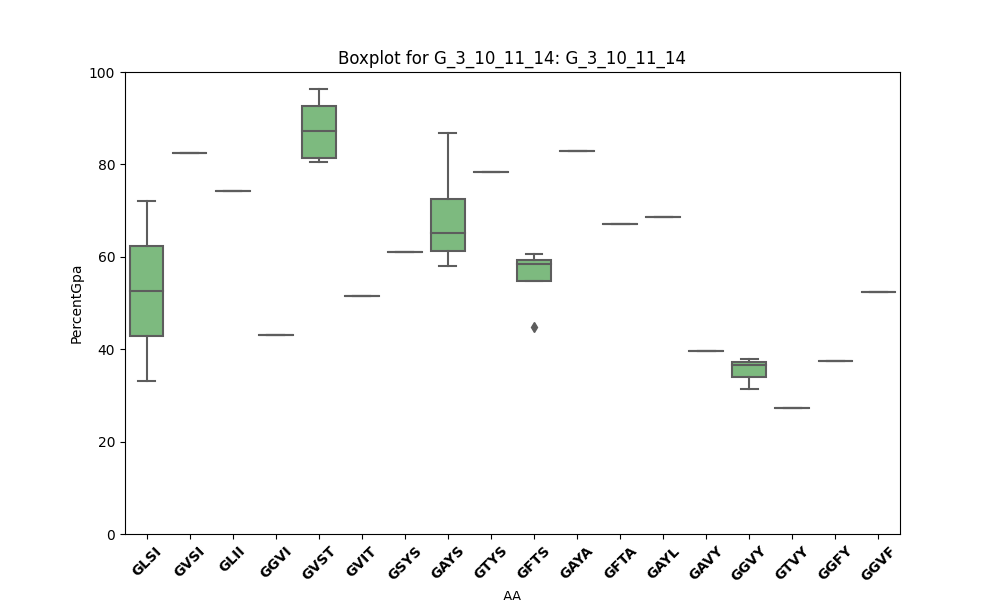 Boxplot for G_3_10_11_14: G_3_10_11_14
100
80
60
40
20
0
PercentGpa
GLSI
GVSI
GLII
GGVI
GVST
GVIT
GSYS
GAYS
GTYS
GFTS
GAYA
GFTA
GAYL
GAVY
GGVY
GTVY
GGFY
GGVF
AA